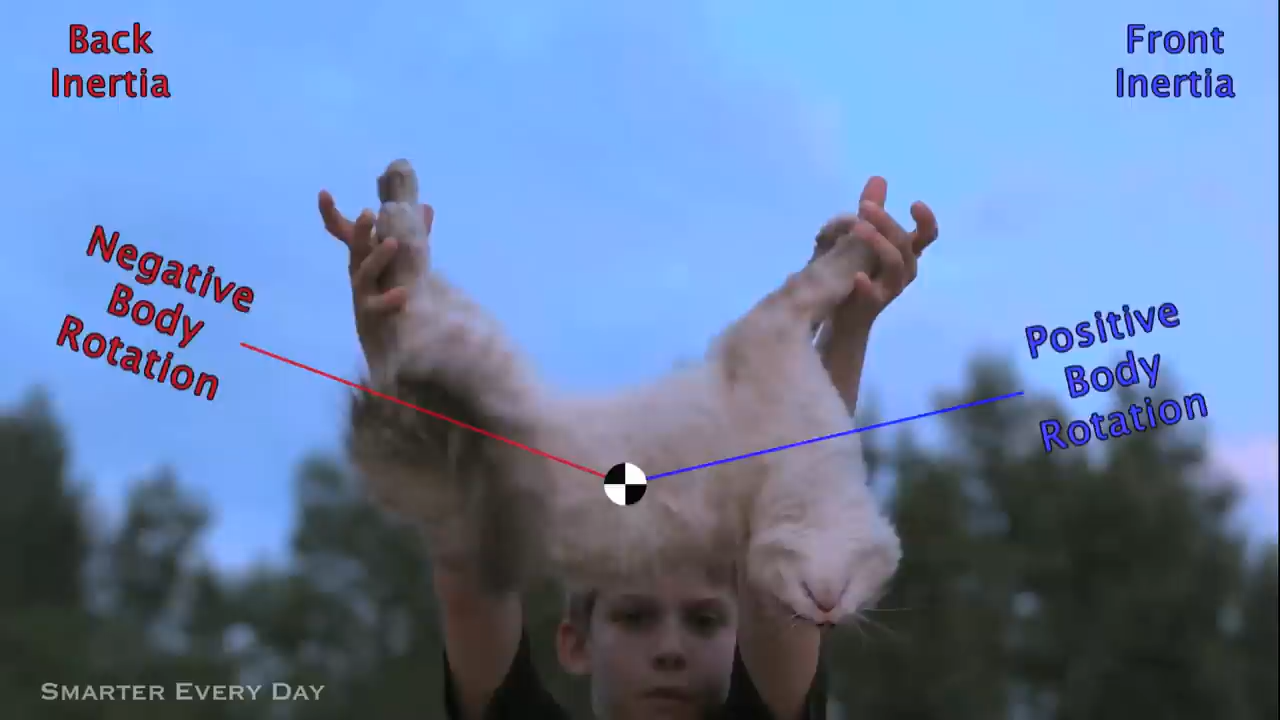 Back
Inertia
Front
Inertia
Negative
Body
Rotation
Positive
Body
Rotation
SMARTER EVERY DAY